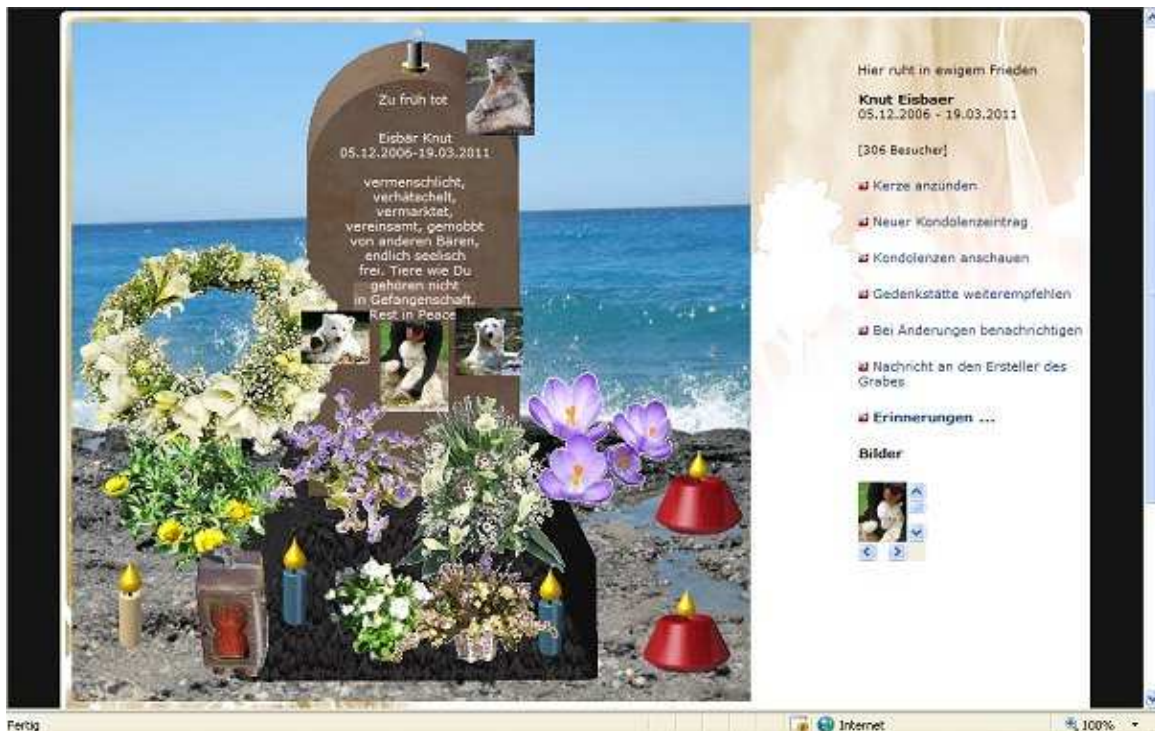 Zu früh tot
Eisbär Knut
05.12.2006-19.03.2011
vermenschlicht,
verhätschelt,
vermarktet,
vereinsamt, gemobbt
von anderen Bären,
endlich seelisch
frei. Tiere wie Du
gehören nicht
in Gefangenschaft.
Rest in Peace
Hier ruht in ewigem Frieden
Knut Eisbaer
05.12.2006 - 19.03.2011
[306 Besucher]
Kerze anzünden
Neuer Kondolenzeintrag
Kondolenzen anschauen
Gedenkstätte weiterempfehlen
Bei Änderungen benachrichtigen
Nachricht an den Ersteller des
Grabes
Erinnerungen ...
Bilder
Fertig
Internet
100%